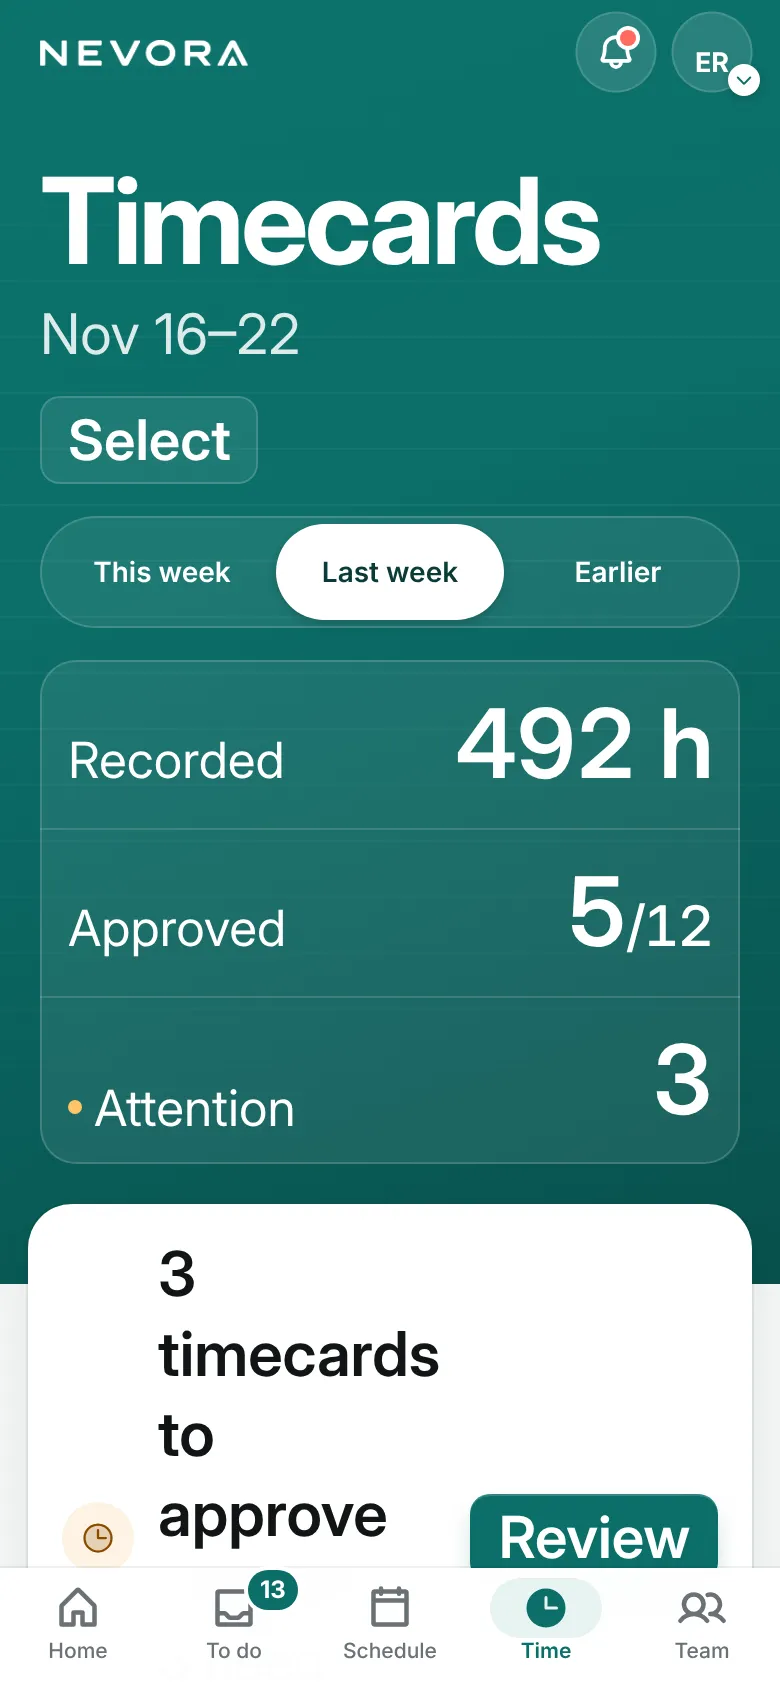 NEVORA
ER
Timecards
Nov 16–22
Select
This week
Last week
Earlier
Recorded
492 h
Approved
5/12
Attention
3
3
timecards
to
approve
Review
13
Home
To do
Schedule
Time
Team